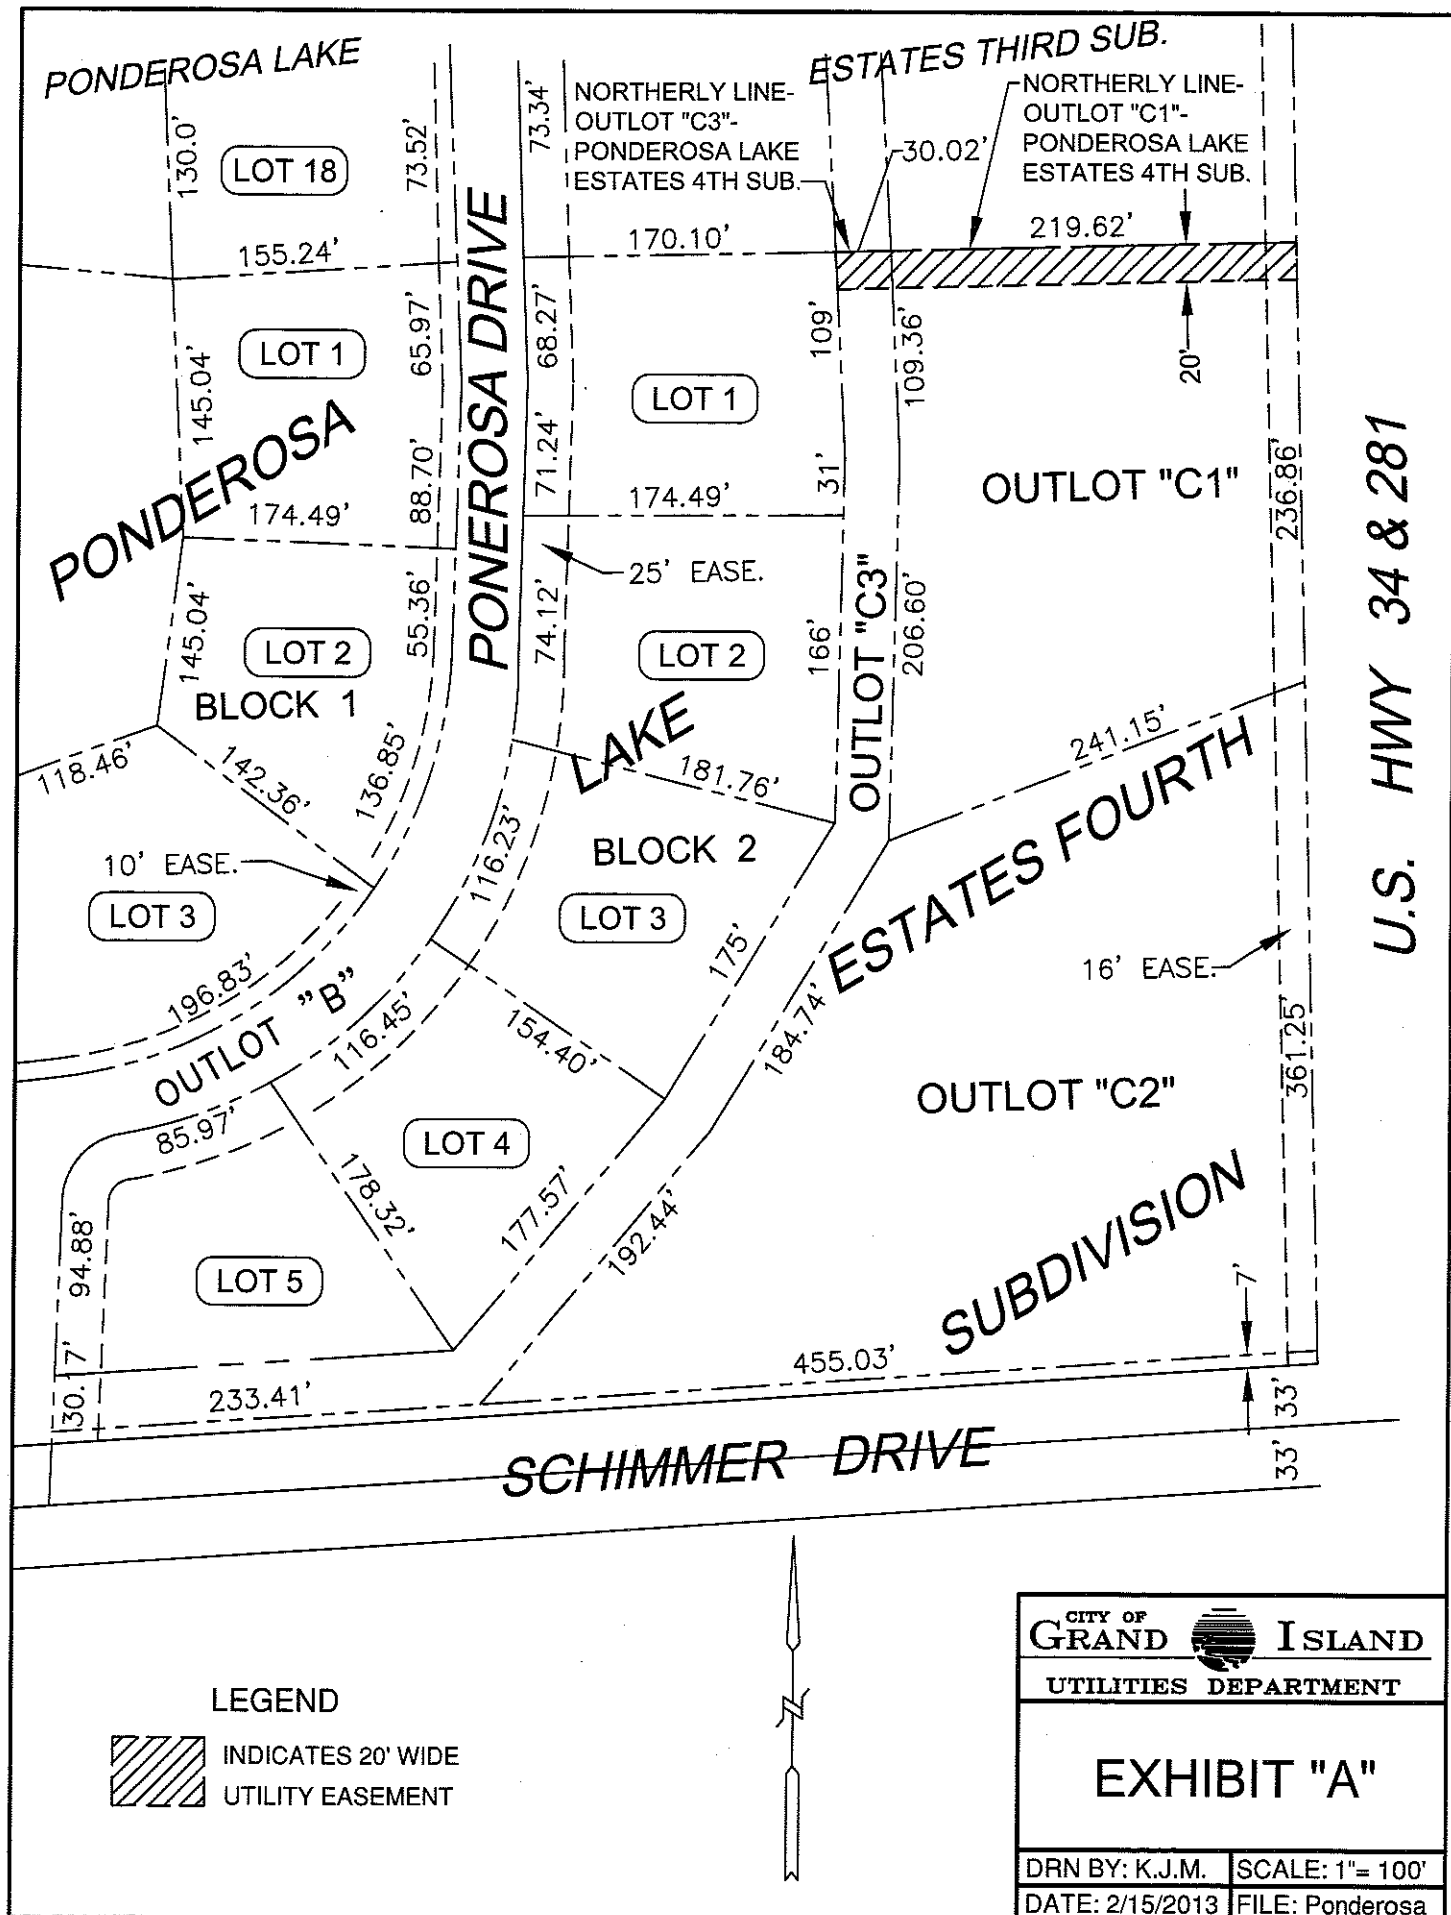 PONDEROSA LAKE
ESTATES THIRD SUB.
130.0'
LOT 18
73.52'
73.34'
NORTHERLY LINE-
OUTLOT "C3"-
PONDEROSA LAKE
ESTATES 4TH SUB.
30.02'
NORTHERLY LINE-
OUTLOT "C1"-
PONDEROSA LAKE
ESTATES 4TH SUB.
155.24'
170.10'
219.62'
20'
PONEROSA DRIVE
LOT 1
145.04'
65.97'
68.27'
LOT 1
109'
109.36'
PONDEROSA
88.70'
71.24'
31'
OUTLOT "C1"
236.86'
U.S. HWY 34 & 281
174.49'
174.49'
25' EASE.
145.04'
LOT 2
55.36'
74.12'
LOT 2
166'
OUTLOT "C3"
206.60'
BLOCK 1
LAKE
118.46'
142.36'
136.85'
181.76'
241.15'
10' EASE.
116.23'
BLOCK 2
ESTATES FOURTH
LOT 3
LOT 3
175'
16' EASE.
196.83'
OUTLOT "B"
116.45'
154.40'
184.74'
361.25'
OUTLOT "C2"
85.97'
LOT 4
178.32'
177.57'
192.44'
94.88'
LOT 5
SUBDIVISION
7'
30.17'
233.41'
455.03'
33'
33'
SCHIMMER DRIVE
LEGEND
INDICATES 20' WIDE
UTILITY EASEMENT
CITY OF
GRAND ISLAND
UTILITIES DEPARTMENT
EXHIBIT "A"
DRN BY: K.J.M.
SCALE: 1"= 100'
DATE: 2/15/2013
FILE: Ponderosa